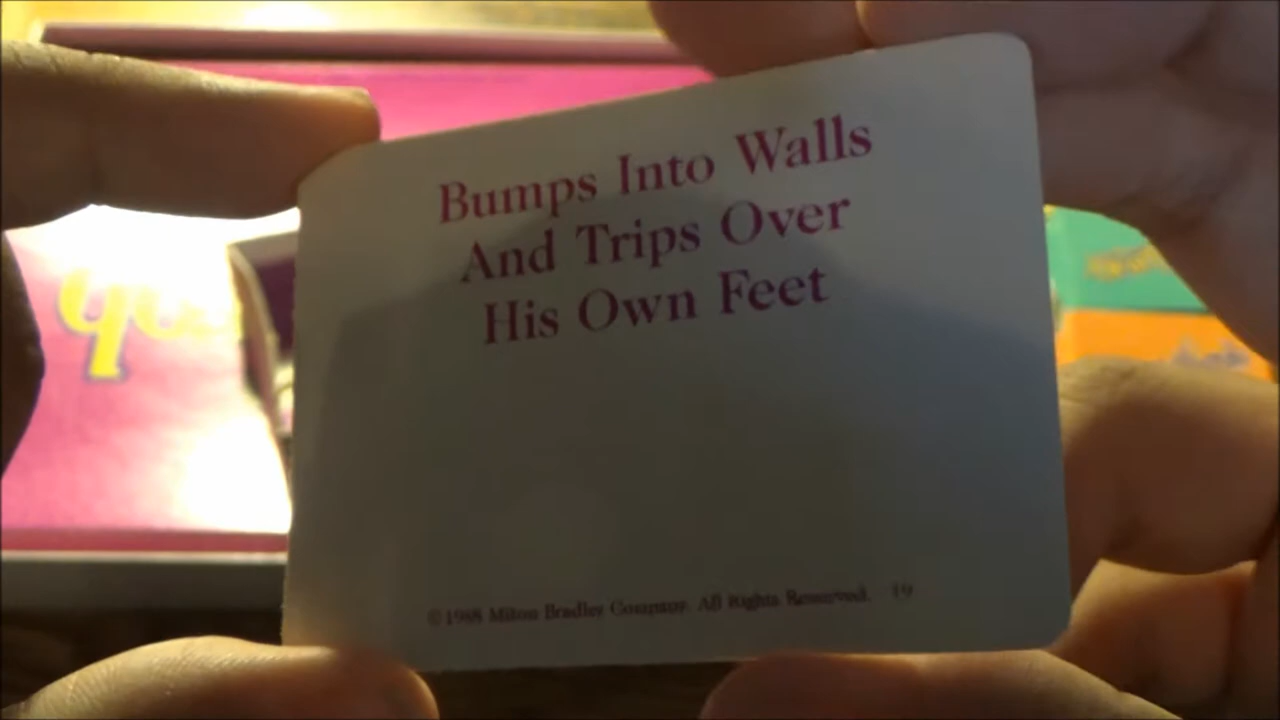 Bumps Into Walls
And Trips Over
His Own Feet
©1988 Milton Bradley Company. All Rights Reserved. 19